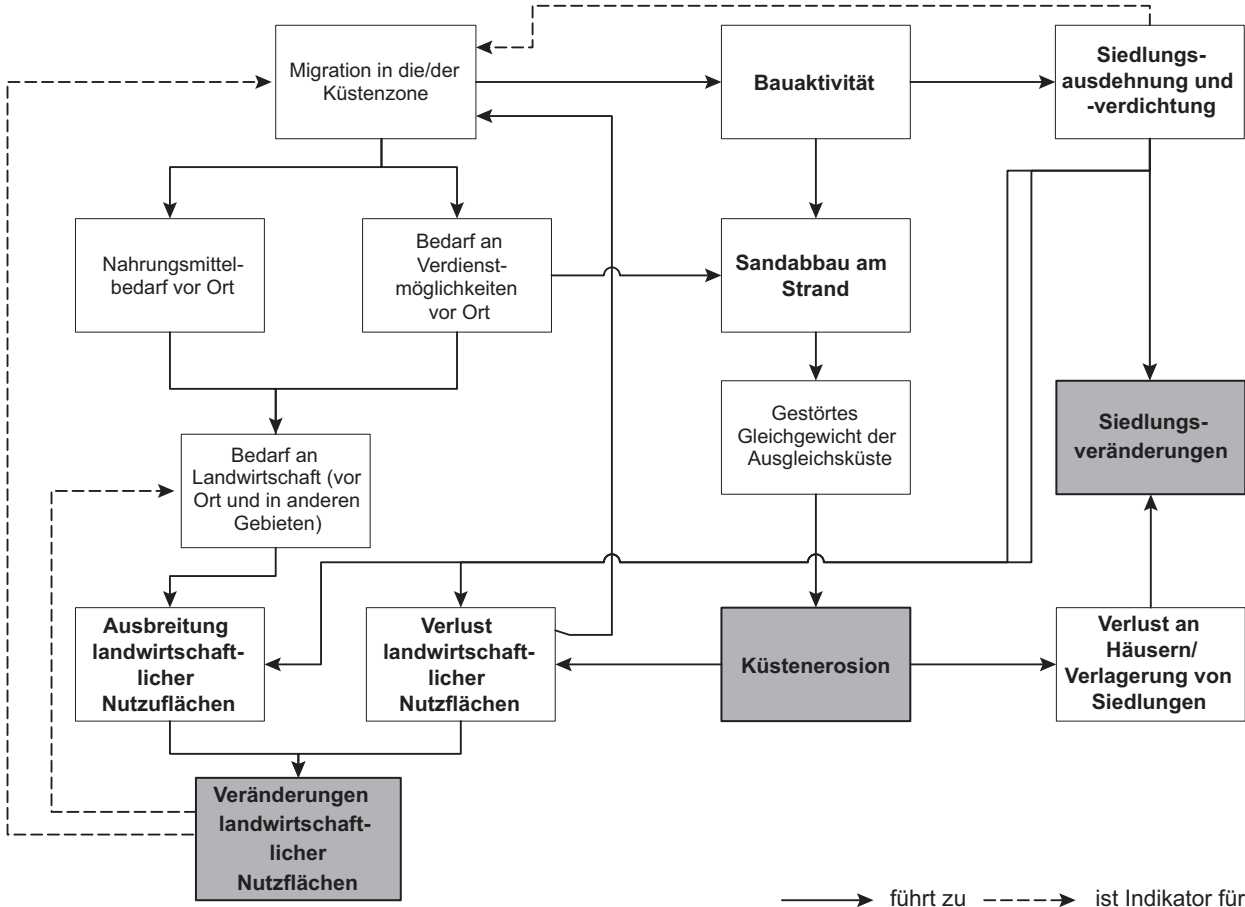 Migration in die/der
Küstenzone
Bauaktivität
Siedlungs-
ausdehnung und
-verdichtung
Nahrungsmittel-
bedarf vor Ort
Bedarf an
Verdienst-
möglichkeiten
vor Ort
Sandabbau am
Strand
Gestörtes
Gleichgewicht der
Ausgleichsküste
Siedlungs-
veränderungen
Bedarf an
Landwirtschaft (vor
Ort und in anderen
Gebieten)
Ausbreitung
landwirtschaft-
licher
Nutzuflächen
Verlust
landwirtschaft-
licher
Nutzflächen
Küstenerosion
Verlust an
Häusern/
Verlagerung von
Siedlungen
Veränderungen
landwirtschaft-
licher
Nutzflächen
führt zu
ist Indikator für